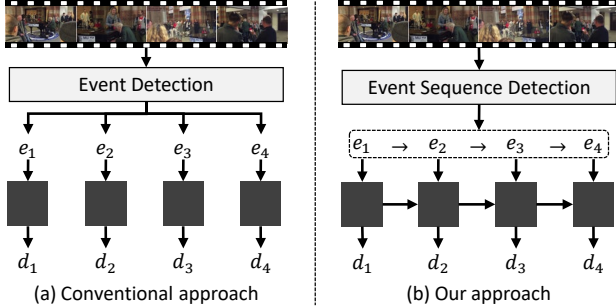 Event Detection
e₁ e₂ e₃ e₄
d₁ d₂ d₃ d₄
(a) Conventional approach
Event Sequence Detection
e₁ → e₂ → e₃ → e₄
d₁ d₂ d₃ d₄
(b) Our approach